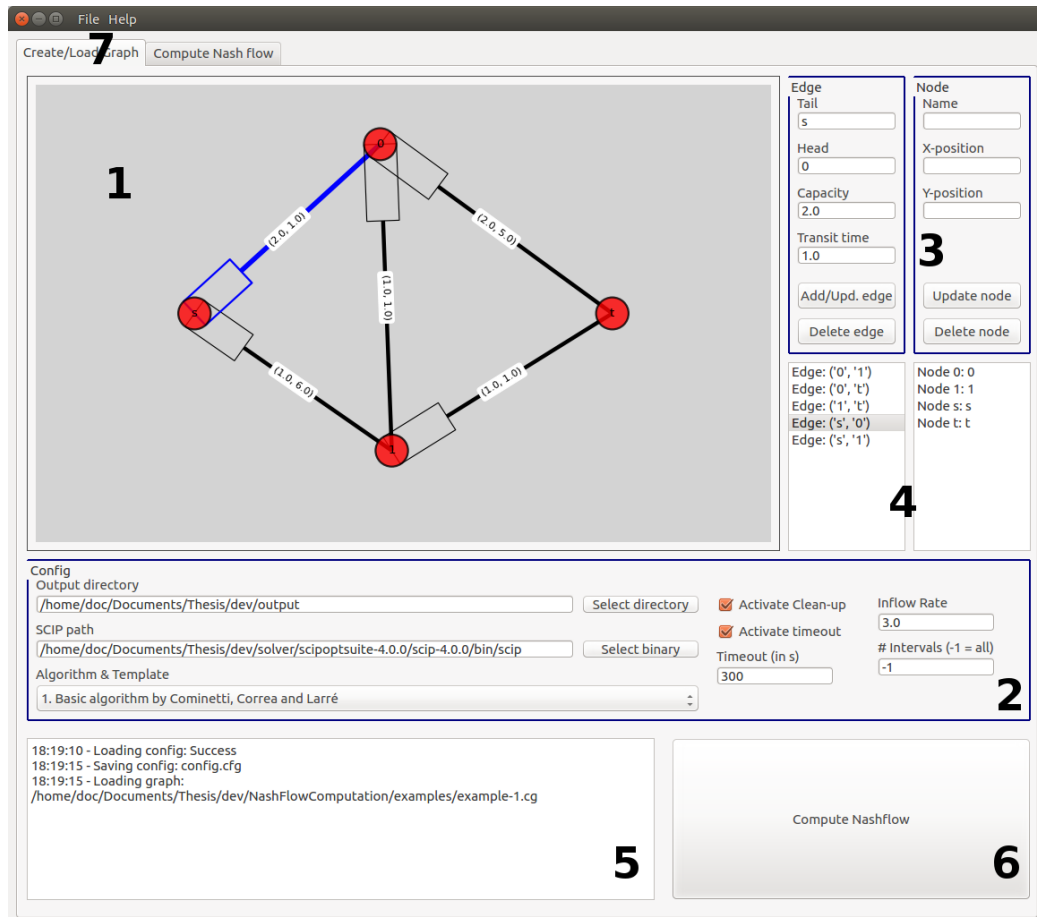 File Help
7
Create/Load Graph Compute Nash flow
1
0
(2.0, 1.0)
(2.0, 5.0)
(1.0, 1.0)
s
t
(1.0, 6.0)
(1.0, 1.0)
1
Edge
Tail
s
Head
0
Capacity
2.0
Transit time
1.0
Add/Upd. edge
Delete edge
Node
Name
X-position
Y-position
3
Update node
Delete node
Edge: ('0', '1')
Edge: ('0', 't')
Edge: ('1', 't')
Edge: ('s', '0')
Edge: ('s', '1')
Node 0: 0
Node 1: 1
Node s: s
Node t: t
4
Config
Output directory
/home/doc/Documents/Thesis/dev/output
Select directory
SCIP path
/home/doc/Documents/Thesis/dev/solver/scipoptsuite-4.0.0/scip-4.0.0/bin/scip
Select binary
Algorithm & Template
1. Basic algorithm by Cominetti, Correa and Larré
Activate Clean-up
Activate timeout
Timeout (in s)
300
Inflow Rate
3.0
# Intervals (-1 = all)
-1
2
18:19:10 - Loading config: Success
18:19:15 - Saving config: config.cfg
18:19:15 - Loading graph:
/home/doc/Documents/Thesis/dev/NashFlowComputation/examples/example-1.cg
5
Compute Nashflow
6